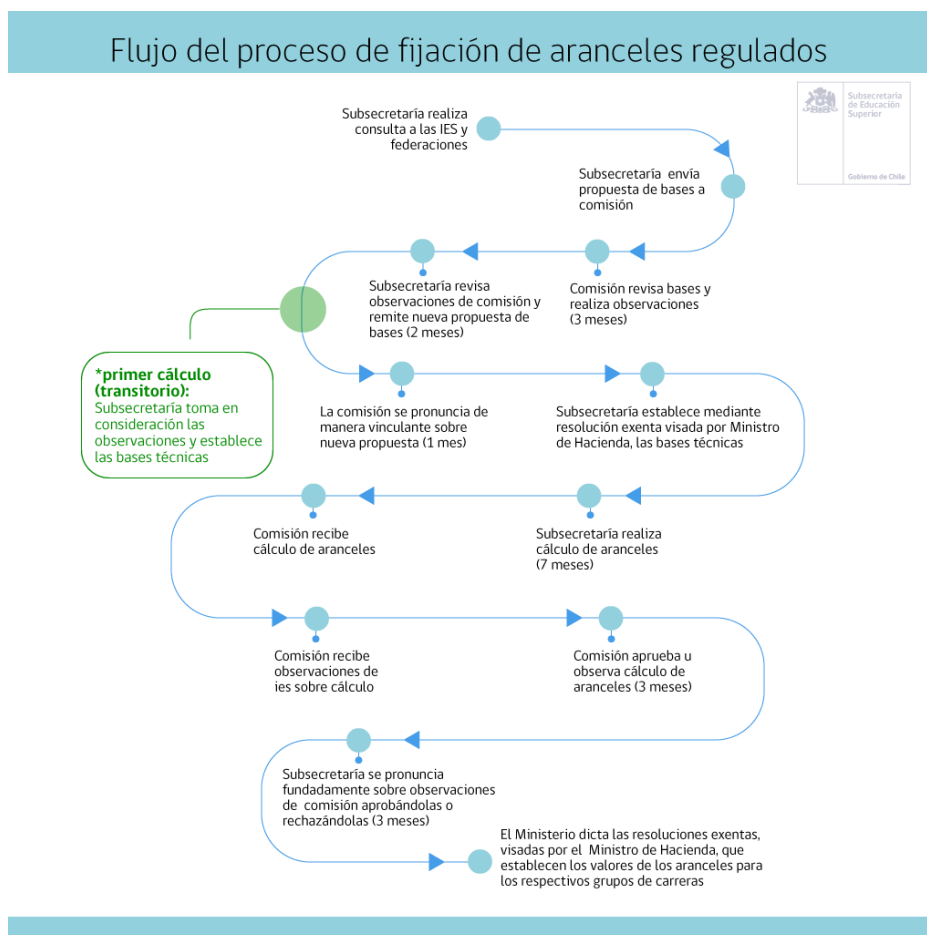 Flujo del proceso de fijación de aranceles regulados
Subsecretaría
de Educación
Superior
Gobierno de Chile
Subsecretaría realiza
consulta a las IES y
federaciones
Subsecretaría envía
propuesta de bases a
comisión
Subsecretaría revisa
observaciones de comisión y
remite nueva propuesta de
bases (2 meses)
Comisión revisa bases y
realiza observaciones
(3 meses)
*primer cálculo
(transitorio):
Subsecretaría toma en
consideración las
observaciones y establece
las bases técnicas
La comisión se pronuncia de
manera vinculante sobre
nueva propuesta (1 mes)
Subsecretaría establece mediante
resolución exenta visada por Ministro
de Hacienda, las bases técnicas
Comisión recibe
cálculo de aranceles
Subsecretaría realiza
cálculo de aranceles
(7 meses)
Comisión recibe
observaciones de
ies sobre cálculo
Comisión aprueba u
observa cálculo de
aranceles (3 meses)
Subsecretaría se pronuncia
fundadamente sobre observaciones
de comisión aprobándolas o
rechazándolas (3 meses)
El Ministerio dicta las resoluciones exentas,
visadas por el Ministro de Hacienda, que
establecen los valores de los aranceles para
los respectivos grupos de carreras